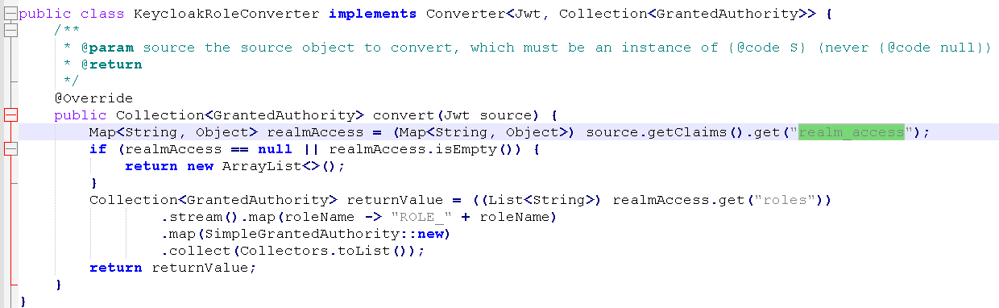 public class KeycloakRoleConverter implements Converter<Jwt, Collection<GrantedAuthority>> {
    /**
     * @param source the source object to convert, which must be an instance of {@code S} (never {@code null})
     * @return
     */
    @Override
    public Collection<GrantedAuthority> convert(Jwt source) {
        Map<String, Object> realmAccess = (Map<String, Object>) source.getClaims().get("realm_access");
        if (realmAccess == null || realmAccess.isEmpty()) {
            return new ArrayList<>();
        }
        Collection<GrantedAuthority> returnValue = ((List<String>) realmAccess.get("roles"))
                .stream().map(roleName -> "ROLE_" + roleName)
                .map(SimpleGrantedAuthority::new)
                .collect(Collectors.toList());
        return returnValue;
    }
}